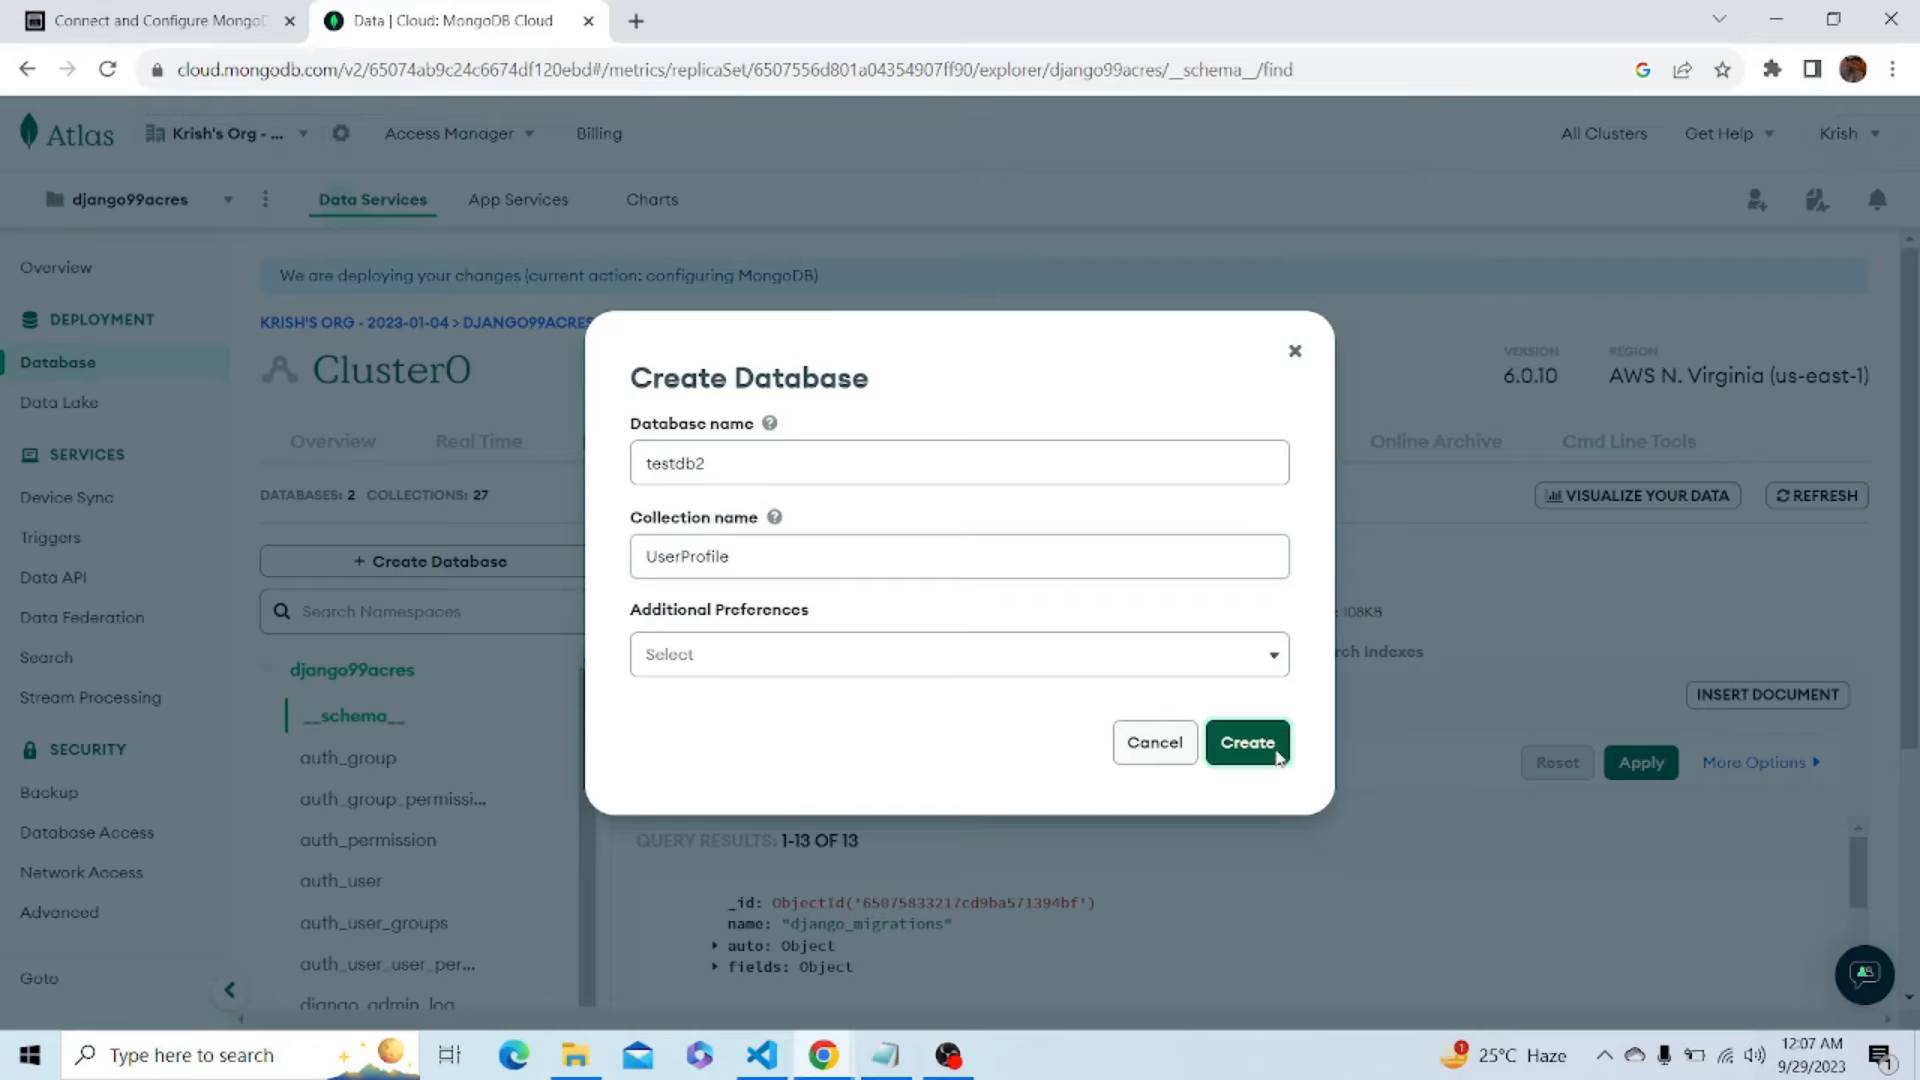 Connect and Configure MongoD
Data | Cloud: MongoDB Cloud
cloud.mongodb.com/v2/65074ab9c24c6674df120ebd#/metrics/replicaSet/6507556d801a04354907ff90/explorer/django99acres/__schema__/find
Atlas
Krish's Org - ...
Access Manager
Billing
All Clusters
Get Help
Krish
django99acres
Data Services
App Services
Charts
Overview
We are deploying your changes (current action: configuring MongoDB)
DEPLOYMENT
KRISH'S ORG - 2023-01-04 > DJANGO99ACRES
Database
Cluster0
VERSION
6.0.10
REGION
AWS N. Virginia (us-east-1)
Data Lake
Overview
Real Time
Online Archive
Cmd Line Tools
SERVICES
DATABASES: 2 COLLECTIONS: 27
VISUALIZE YOUR DATA
REFRESH
Device Sync
Triggers
+ Create Database
Data API
Search Namespaces
: 108KB
Data Federation
Search
rch Indexes
django99acres
Stream Processing
__schema__
INSERT DOCUMENT
SECURITY
auth_group
Reset
Apply
More Options
Backup
auth_group_permissi...
Database Access
auth_permission
QUERY RESULTS: 1-13 OF 13
Network Access
auth_user
_id: ObjectId('65075833217cd9ba571394bf')
Advanced
auth_user_groups
name: "django_migrations"
auto: Object
auth_user_user_per...
fields: Object
Goto
django_admin_log
Create Database
Database name
testdb2
Collection name
UserProfile
Additional Preferences
Select
Cancel
Create
Type here to search
1
25°C Haze
12:07 AM
9/29/2023
1